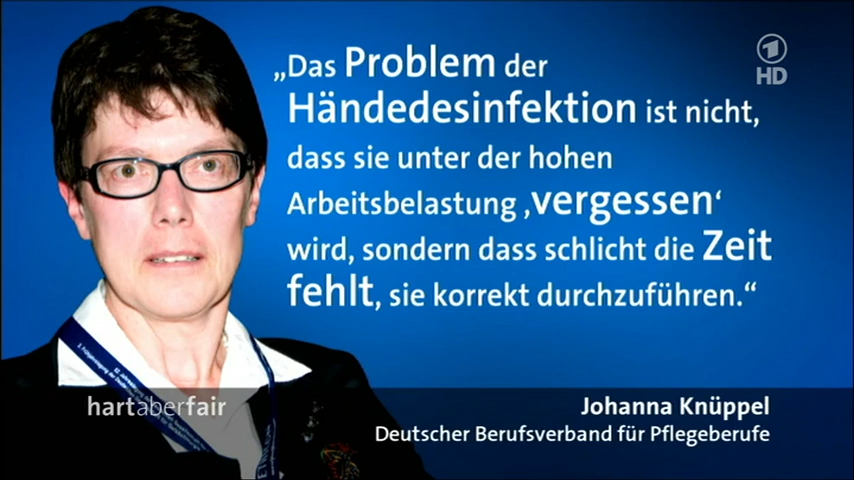 „Das Problem der
Händedesinfektion ist nicht,
dass sie unter der hohen
Arbeitsbelastung ‚vergessen‘
wird, sondern dass schlicht die Zeit
fehlt, sie korrekt durchzuführen.“
1
HD
hartaberfair
Johanna Knüppel
Deutscher Berufsverband für Pflegeberufe